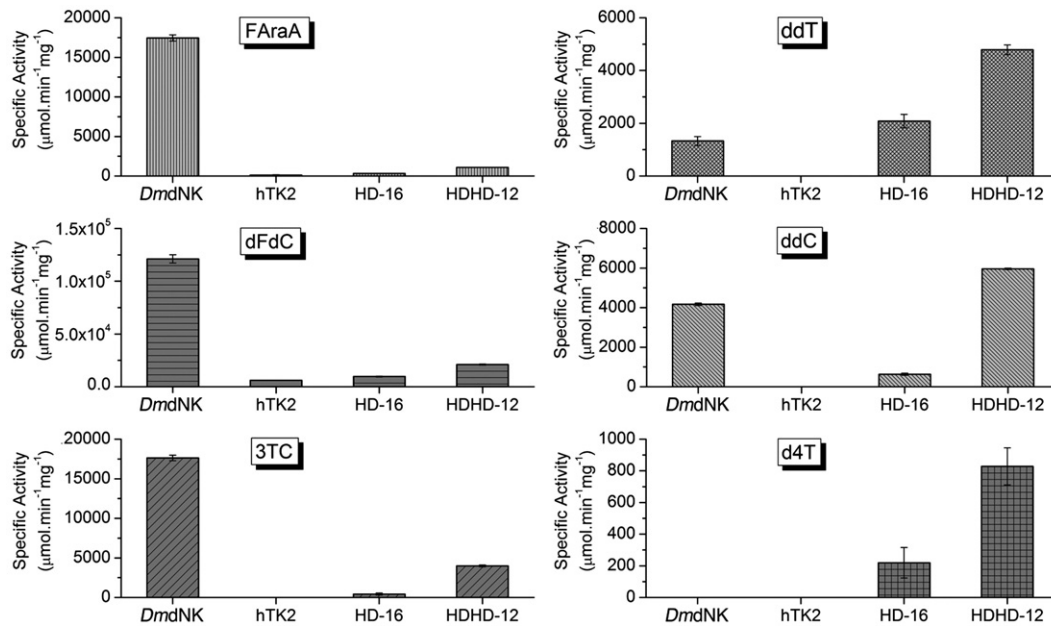 FAraA
Specific Activity
(μmol.min⁻¹mg⁻¹)
20000
15000
10000
5000
0
DmdNK hTK2 HD-16 HDHD-12
ddT
Specific Activity
(μmol.min⁻¹mg⁻¹)
6000
4000
2000
0
DmdNK hTK2 HD-16 HDHD-12
dFdC
Specific Activity
(μmol.min⁻¹mg⁻¹)
1.5x10⁵
1.0x10⁵
5.0x10⁴
0.0
DmdNK hTK2 HD-16 HDHD-12
ddC
Specific Activity
(μmol.min⁻¹mg⁻¹)
8000
6000
4000
2000
0
DmdNK hTK2 HD-16 HDHD-12
3TC
Specific Activity
(μmol.min⁻¹mg⁻¹)
20000
15000
10000
5000
0
DmdNK hTK2 HD-16 HDHD-12
d4T
Specific Activity
(μmol.min⁻¹mg⁻¹)
1000
800
600
400
200
0
DmdNK hTK2 HD-16 HDHD-12